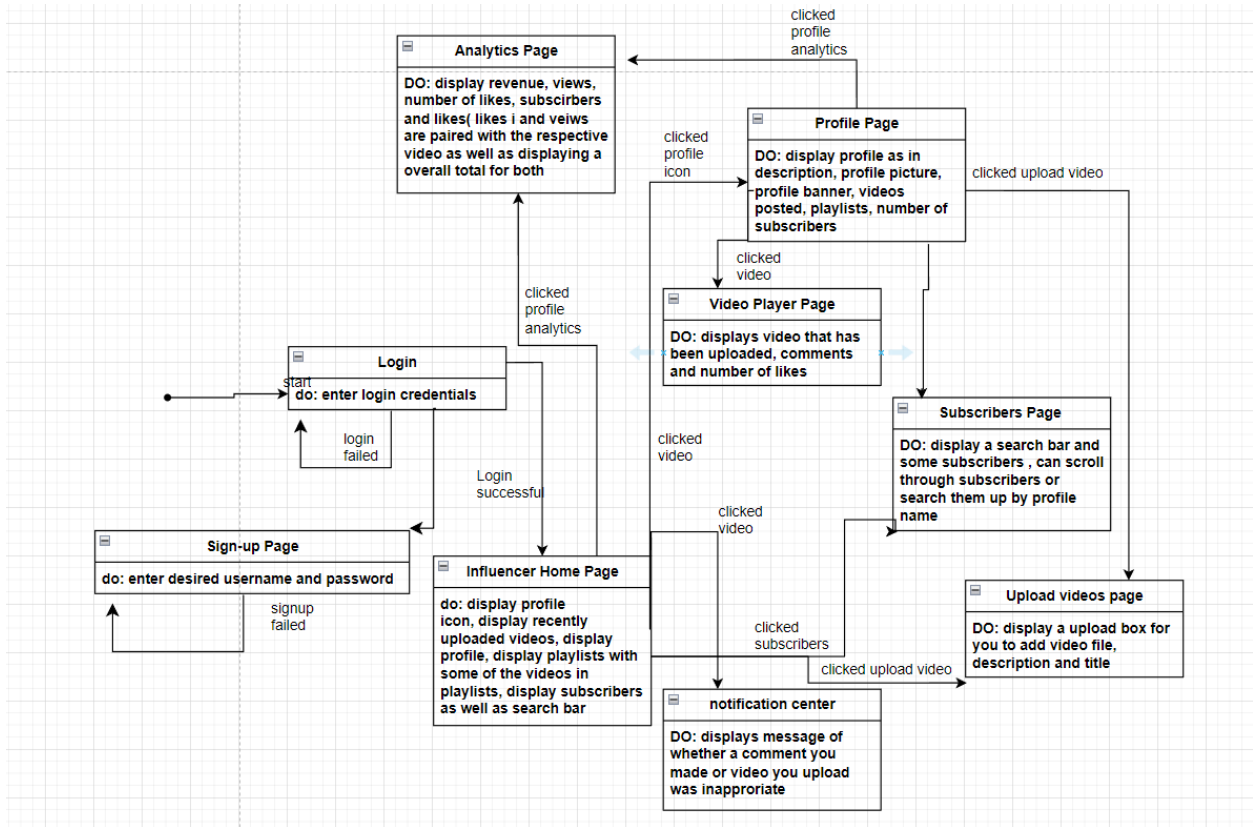 clicked
profile
analytics
Analytics Page
DO: display revenue, views,
number of likes, subscirbers
and likes( likes i and veiws
are paired with the respective
video as well as displaying a
overall total for both
Profile Page
DO: display profile as in
description, profile picture,
profile banner, videos
posted, playlists, number of
subscribers
clicked
profile
icon
clicked upload video
clicked
video
Video Player Page
DO: displays video that has
been uploaded, comments
and number of likes
clicked
profile
analytics
Login
do: enter login credentials
start
login
failed
Subscribers Page
DO: display a search bar and
some subscribers , can scroll
through subscribers or
search them up by profile
name
clicked
video
Login
successful
clicked
video
Sign-up Page
do: enter desired username and password
signup
failed
Influencer Home Page
do: display profile
icon, display recently
uploaded videos, display
profile, display playlists with
some of the videos in
playlists, display subscribers
as well as search bar
clicked
subscribers
clicked upload video
Upload videos page
DO: display a upload box for
you to add video file,
description and title
notification center
DO: displays message of
whether a comment you
made or video you upload
was inapproriate